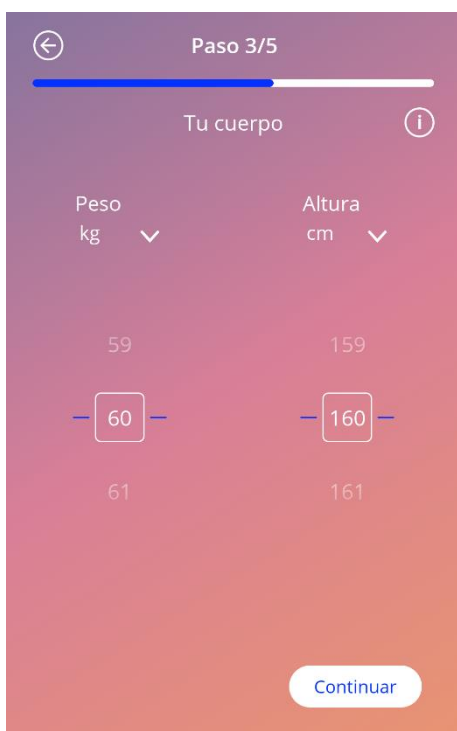 Paso 3/5
Tu cuerpo
Peso
kg
Altura
cm
59
159
60
160
61
161
Continuar